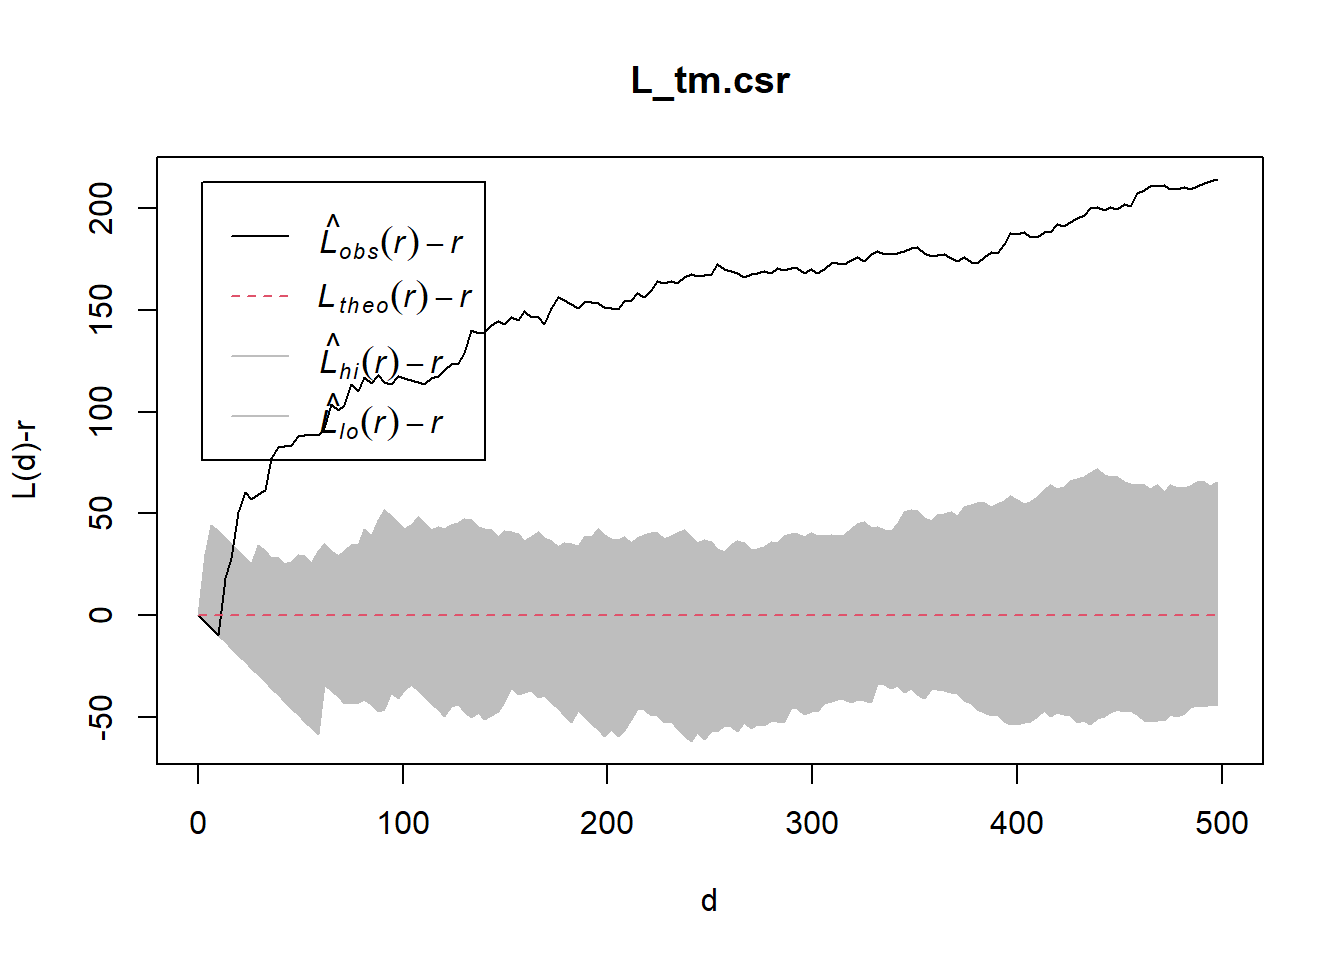 L_tm.csr
L̂obs(r) − r
Ltheo(r) − r
L̂hi(r) − r
L̂lo(r) − r
L(d)-r
200
150
100
50
0
-50
0 100 200 300 400 500
d